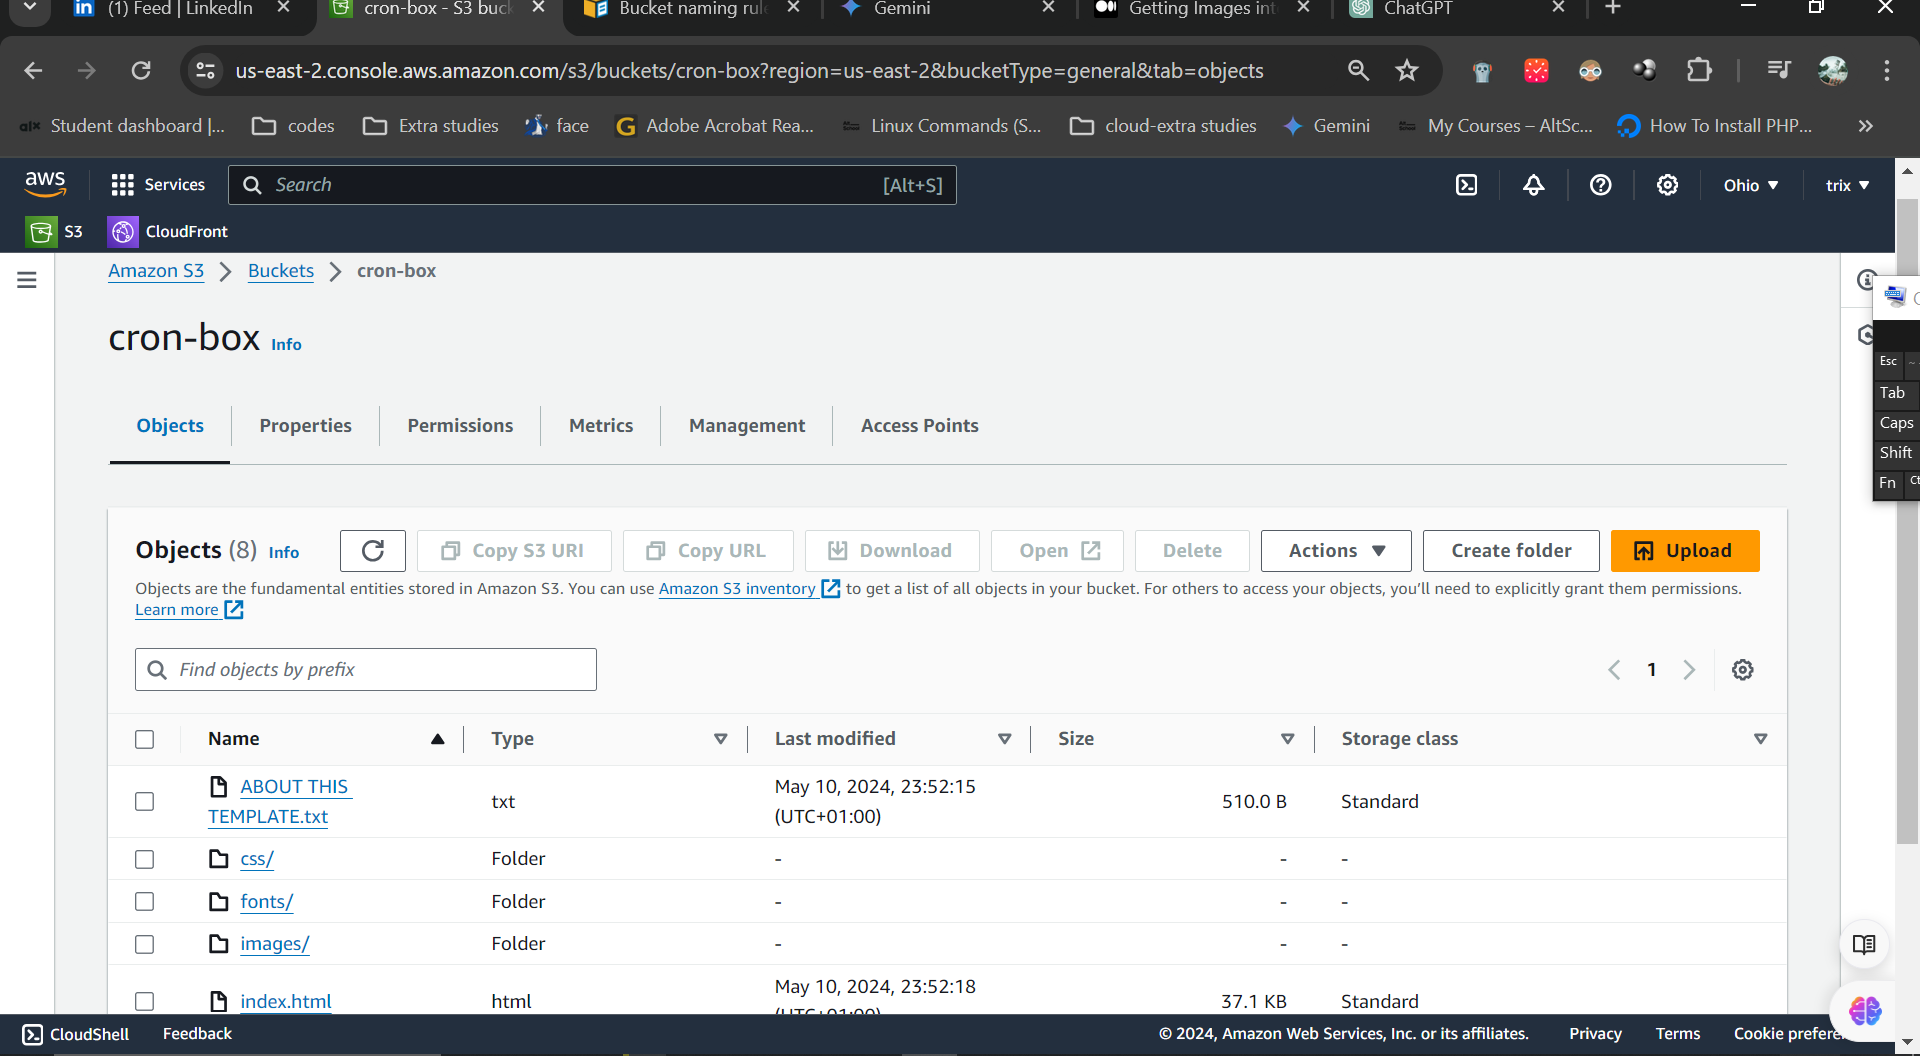 (1) Feed | LinkedIn
cron-box - S3 buck
Bucket naming rul
Gemini
Getting Images int
ChatGPT
us-east-2.console.aws.amazon.com/s3/buckets/cron-box?region=us-east-2&bucketType=general&tab=objects
alx Student dashboard |... codes Extra studies face Adobe Acrobat Rea... Linux Commands (S... cloud-extra studies Gemini My Courses – AltSc... How To Install PHP...
aws Services Search [Alt+S] Ohio trix
S3 CloudFront
Amazon S3 Buckets cron-box
cron-box Info
Objects Properties Permissions Metrics Management Access Points
Objects (8) Info Copy S3 URI Copy URL Download Open Delete Actions Create folder Upload
Objects are the fundamental entities stored in Amazon S3. You can use Amazon S3 inventory to get a list of all objects in your bucket. For others to access your objects, you'll need to explicitly grant them permissions.
Learn more
Find objects by prefix 1
Name Type Last modified Size Storage class
ABOUT THIS
TEMPLATE.txt txt May 10, 2024, 23:52:15
(UTC+01:00) 510.0 B Standard
css/ Folder - - -
fonts/ Folder - - -
images/ Folder - - -
index.html html May 10, 2024, 23:52:18
(UTC+01:00) 37.1 KB Standard
Esc
Tab
Caps
Shift
Fn Ct
CloudShell Feedback © 2024, Amazon Web Services, Inc. or its affiliates. Privacy Terms Cookie prefere